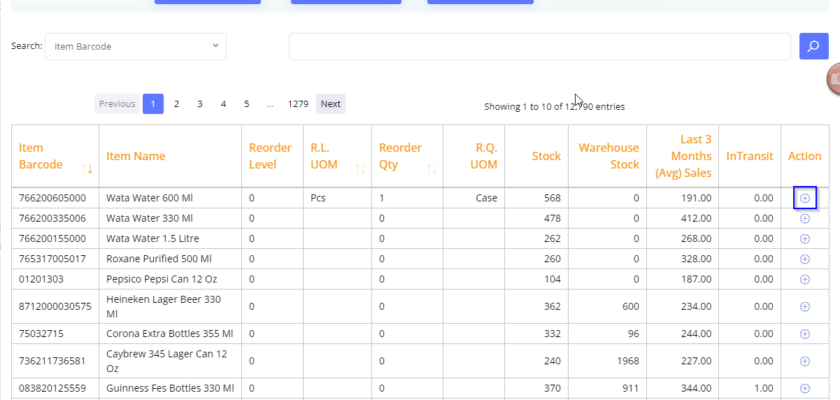 Search: Item Barcode
Previous 1 2 3 4 5 ... 1279 Next
Showing 1 to 10 of 12,790 entries
Item Barcode Item Name Reorder Level R.L. UOM Reorder Qty R.Q. UOM Stock Warehouse Stock Last 3 Months (Avg) Sales InTransit Action
766200605000 Wata Water 600 Ml 0 Pcs 1 Case 568 0 191.00 0.00
766200335006 Wata Water 330 Ml 0 0 478 0 412.00 0.00
766200155000 Wata Water 1.5 Litre 0 0 262 0 268.00 0.00
765317005017 Roxane Purified 500 Ml 0 0 260 0 328.00 0.00
01201303 Pepsico Pepsi Can 12 Oz 0 0 104 0 187.00 0.00
8712000030575 Heineken Lager Beer 330 Ml 0 0 362 600 234.00 0.00
75032715 Corona Extra Bottles 355 Ml 0 0 332 96 244.00 0.00
736211736581 Caybrew 345 Lager Can 12 Oz 0 0 240 1968 227.00 0.00
083820125559 Guinness Fes Bottles 330 Ml 0 0 370 911 344.00 1.00